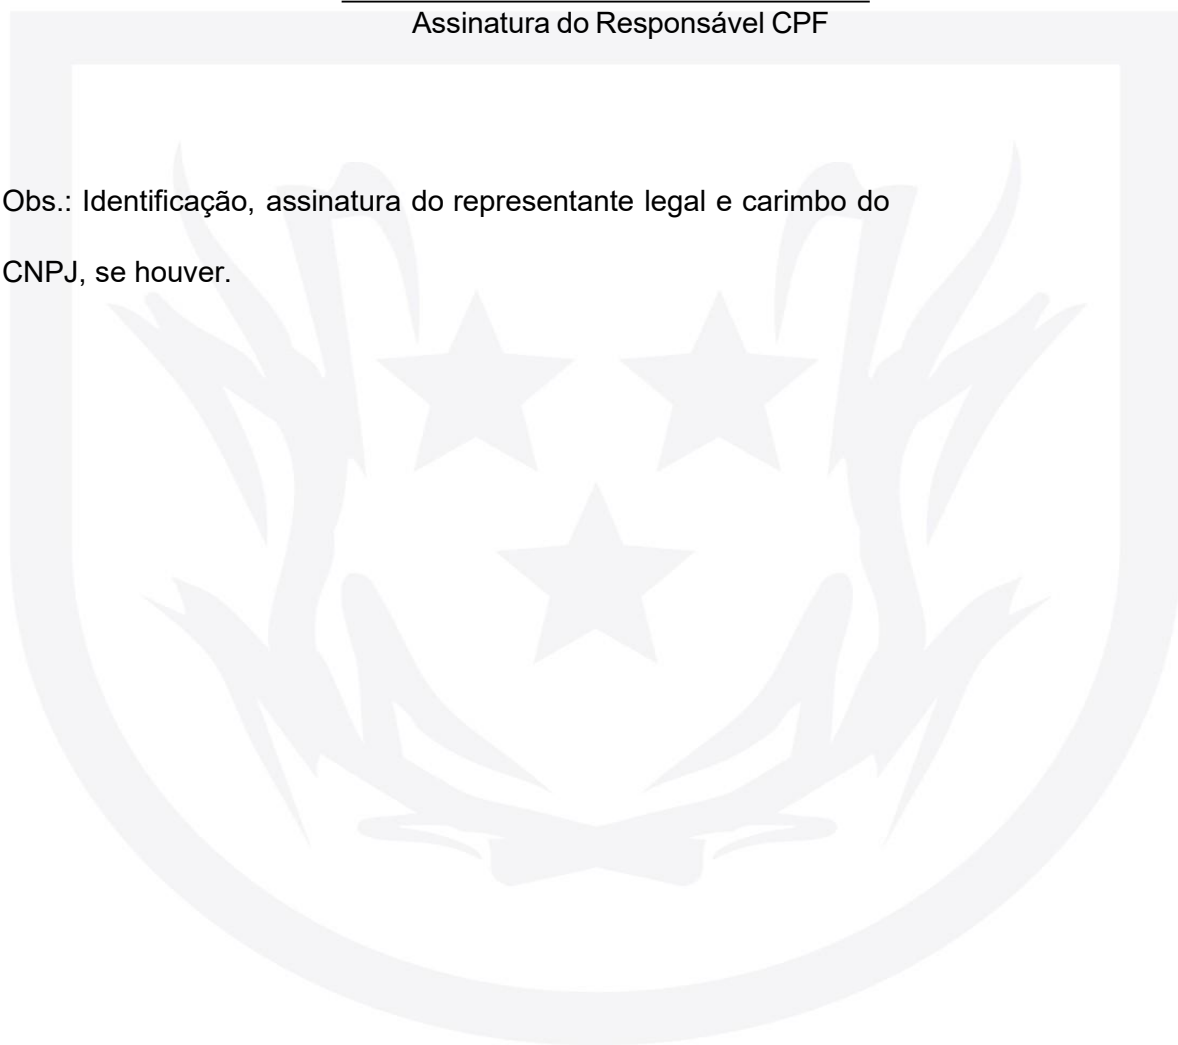 Assinatura do Responsável CPF
Obs.: Identificação, assinatura do representante legal e carimbo do
CNPJ, se houver.